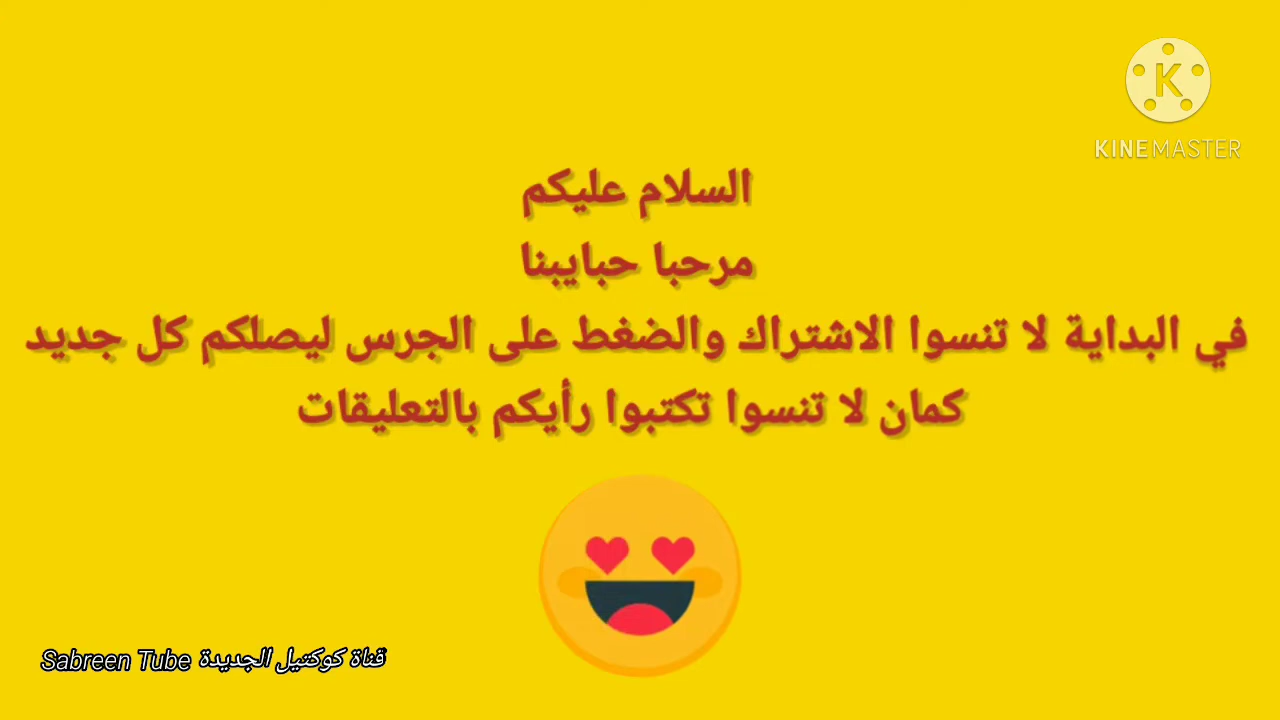 K
KINEMASTER
السلام عليكم
مرحبا حبايبنا
في البداية لا تنسوا الاشتراك والضغط على الجرس ليصلكم كل جديد
كمان لا تنسوا تكتبوا رأيكم بالتعليقات
Sabreen Tube قناة كوكتيل الجديدة